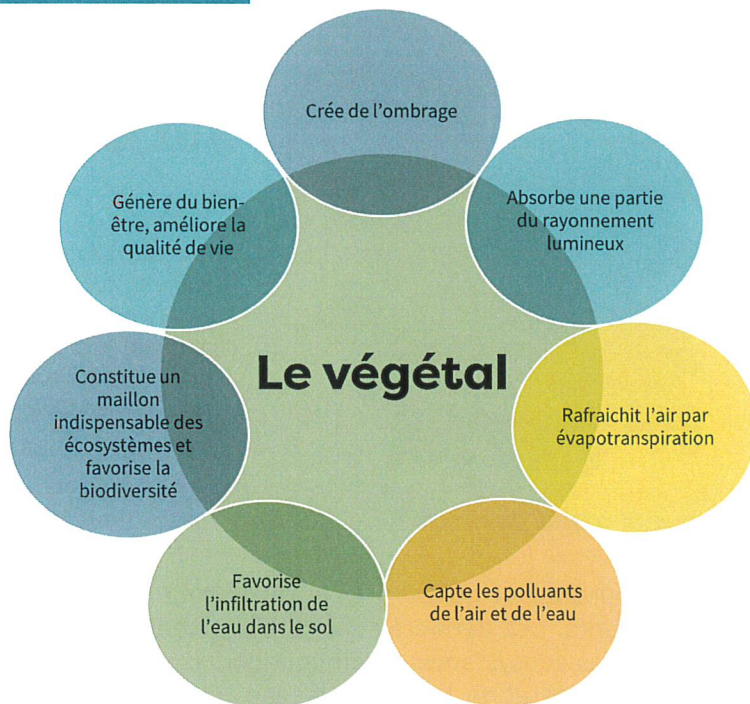 Crée de l'ombrage
Absorbe une partie
du rayonnement
lumineux
Rafraichit l'air par
évapotranspiration
Capte les polluants
de l'air et de l'eau
Favorise
l'infiltration de
l'eau dans le sol
Constitue un
maillon
indispensable des
écosystèmes et
favorise la
biodiversité
Génère du bien-
être, améliore la
qualité de vie
Le végétal